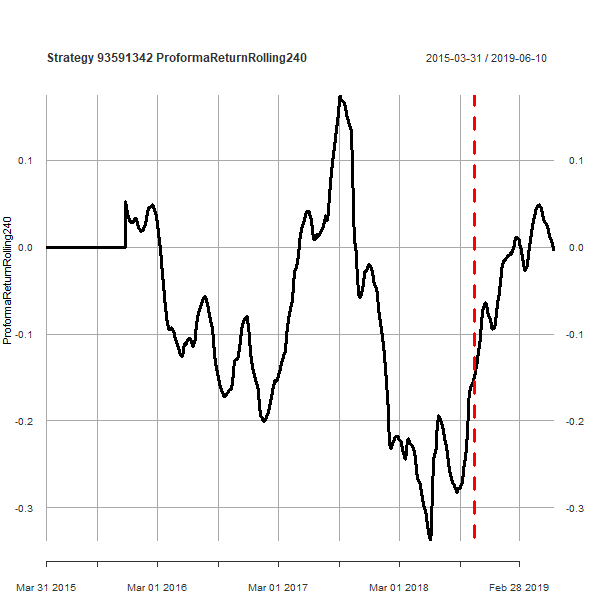 Strategy 93591342 ProformaReturnRolling240
2015-03-31 / 2019-06-10
ProformaReturnRolling240
0.1
0.0
-0.1
-0.2
-0.3
0.1
0.0
-0.1
-0.2
-0.3
Mar 31 2015
Mar 01 2016
Mar 01 2017
Mar 01 2018
Feb 28 2019